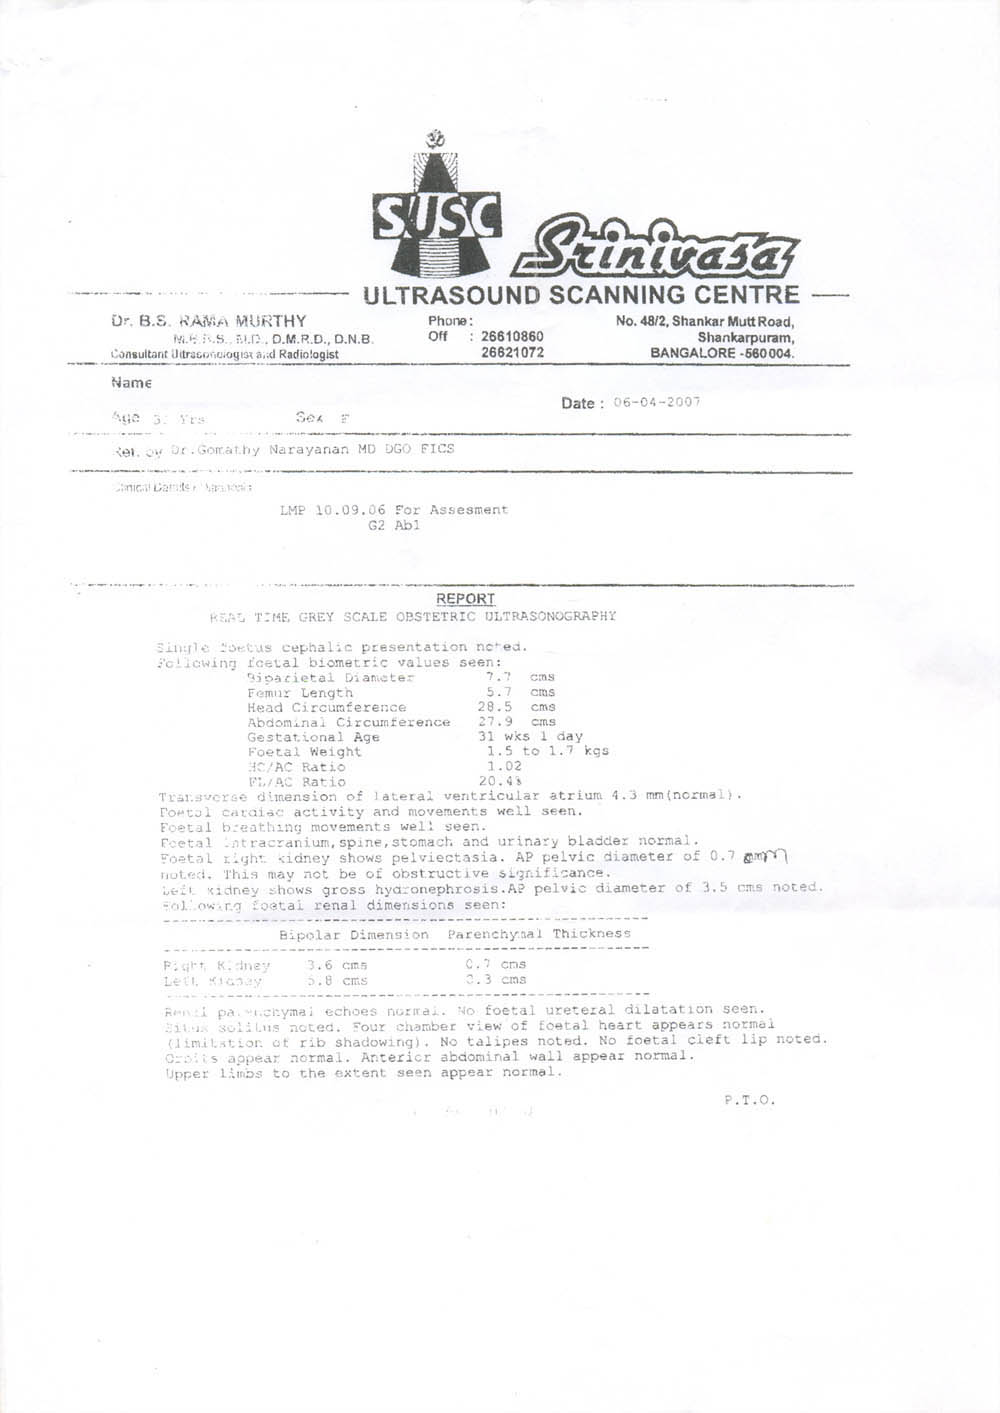 SUSC
Srinivasa
ULTRASOUND SCANNING CENTRE
Dr. B.S. RAMA MURTHY
M.B.B.S., M.D., D.M.R.D., D.N.B.
Consultant Ultrasonologist and Radiologist
Phone :
Off : 26610860
26621072
No. 48/2, Shankar Mutt Road,
Shankarpuram,
BANGALORE -560 004.
Name
Date : 06-04-2007
Age Yrs Sex F
Ref. by Dr.Gomathy Narayanan MD DGO FICS
Clinical Details
LMP 10.09.06 For Assesment
G2 Ab1
REPORT
REAL TIME GREY SCALE OBSTETRIC ULTRASONOGRAPHY
Single foetus cephalic presentation noted.
Following foetal biometric values seen:
Biparietal Diameter 7.7 cms
Femur Length 5.7 cms
Head Circumference 28.5 cms
Abdominal Circumference 27.9 cms
Gestational Age 31 wks 1 day
Foetal Weight 1.5 to 1.7 kgs
HC/AC Ratio 1.02
FL/AC Ratio 20.4%
Transverse dimension of lateral ventricular atrium 4.3 mm(normal).
Foetal cardiac activity and movements well seen.
Foetal breathing movements well seen.
Foetal intracranium,spine,stomach and urinary bladder normal.
Foetal right kidney shows pelviectasia. AP pelvic diameter of 0.7
noted. This may not be of obstructive significance.
Left kidney shows gross hydronephrosis.AP pelvic diameter of 3.5 cms noted.
Following foetal renal dimensions seen:
Bipolar Dimension Parenchymal Thickness
Right Kidney 3.6 cms 0.7 cms
Left Kidney 5.8 cms 0.3 cms
Renal parenchymal echoes normal. No foetal ureteral dilatation seen.
Situs solitus noted. Four chamber view of foetal heart appears normal
(limitation of rib shadowing). No talipes noted. No foetal cleft lip noted.
Orbits appear normal. Anterior abdominal wall appear normal.
Upper limbs to the extent seen appear normal.
P.T.O.